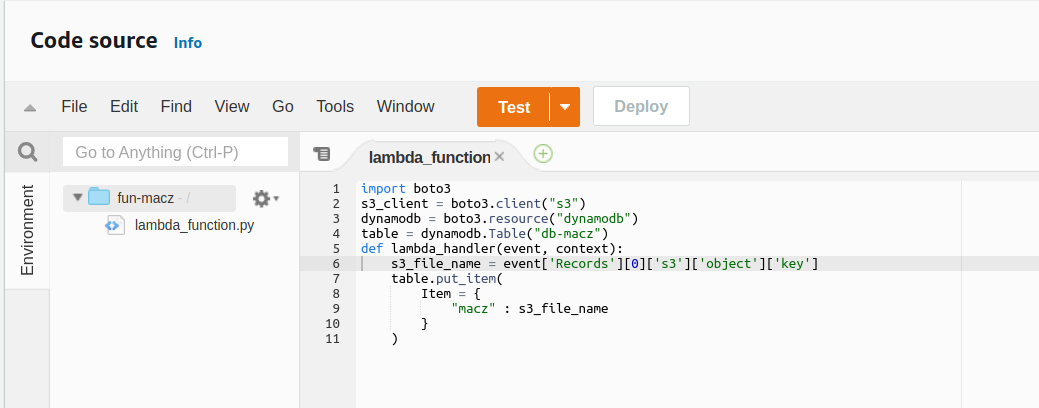 Code source Info
File Edit Find View Go Tools Window Test Deploy
Go to Anything (Ctrl-P)
lambda_function
Environment
fun-macz - /
lambda_function.py
1 import boto3
2 s3_client = boto3.client("s3")
3 dynamodb = boto3.resource("dynamodb")
4 table = dynamodb.Table("db-macz")
5 def lambda_handler(event, context):
6     s3_file_name = event['Records'][0]['s3']['object']['key']
7     table.put_item(
8         Item = {
9             "macz" : s3_file_name
10         }
11     )